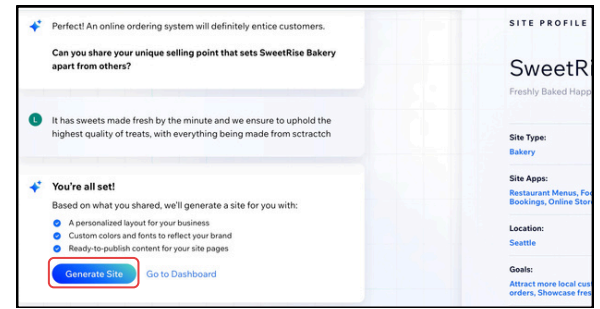 Perfect! An online ordering system will definitely entice customers.
Can you share your unique selling point that sets SweetRise Bakery
apart from others?
L
It has sweets made fresh by the minute and we ensure to uphold the
highest quality of treats, with everything being made from sctractch
You're all set!
Based on what you shared, we'll generate a site for you with:
A personalized layout for your business
Custom colors and fonts to reflect your brand
Ready-to-publish content for your site pages
Generate Site
Go to Dashboard
SITE PROFILE
SweetRi
Freshly Baked Happ
Site Type:
Bakery
Site Apps:
Restaurant Menus, Foo
Bookings, Online Stor
Location:
Seattle
Goals:
Attract more local cus
orders, Showcase fres